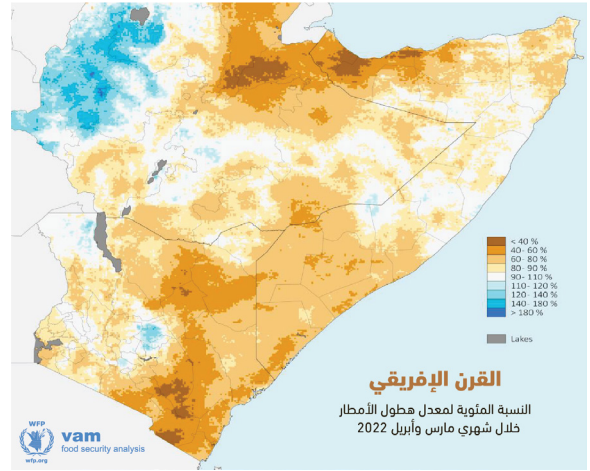 < 40 %
40- 60 %
60 - 80 %
80 - 90 %
90- 110 %
110- 120 %
120 - 140 %
140 - 180 %
> 180 %
Lakes
القرن الإفريقي
النسبة المئوية لمعدل هطول الأمطار
خلال شهري مارس وأبريل 2022
WFP
wfp.org
vam
food security analysis